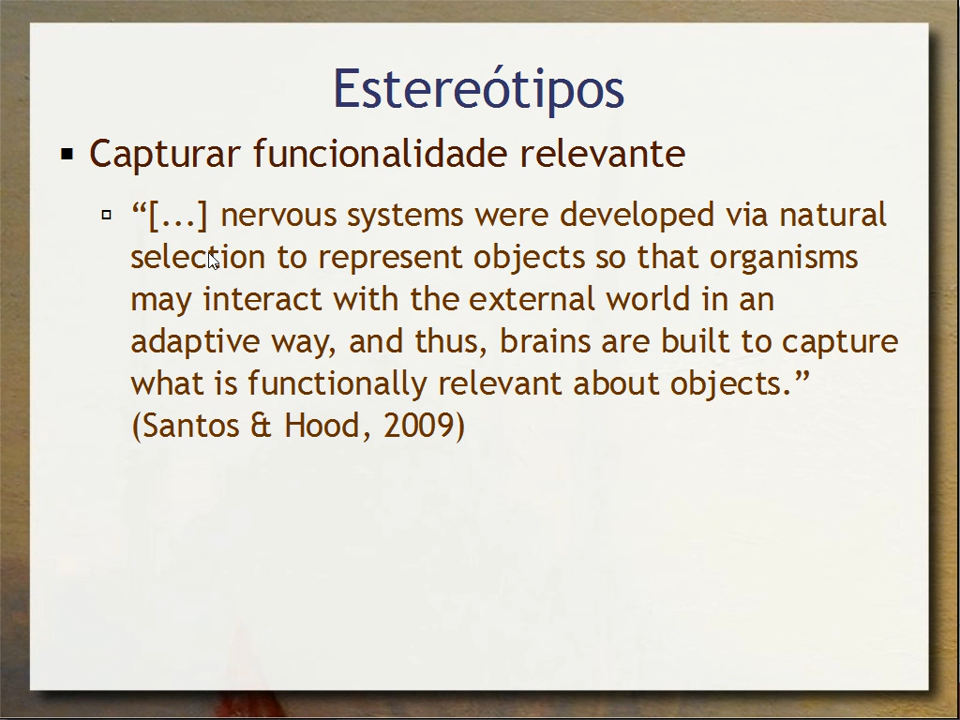 Estereótipos
Capturar funcionalidade relevante
“[...] nervous systems were developed via natural
selection to represent objects so that organisms
may interact with the external world in an
adaptive way, and thus, brains are built to capture
what is functionally relevant about objects.”
(Santos & Hood, 2009)